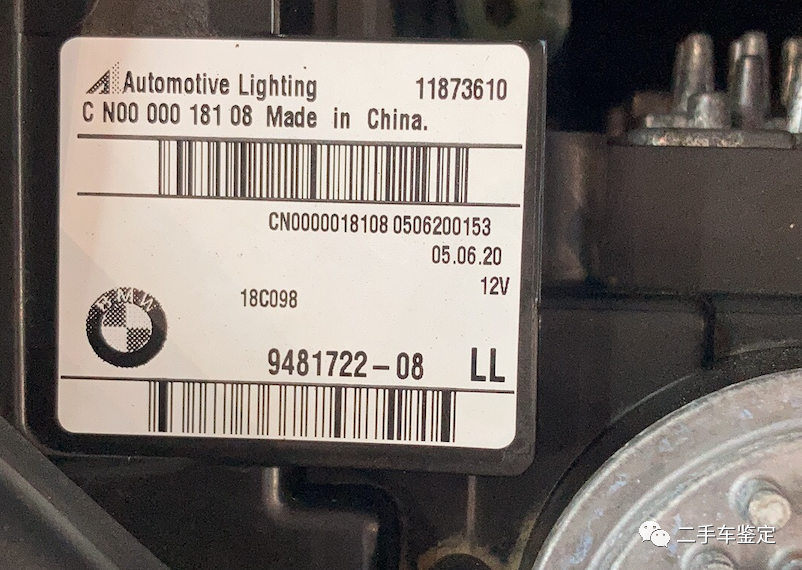 Automotive Lighting 11873610
C N00 000 181 08 Made in China.
CN0000018108 0506200153
05.06.20
12V
18C098
BMW
9481722-08 LL
二手车鉴定